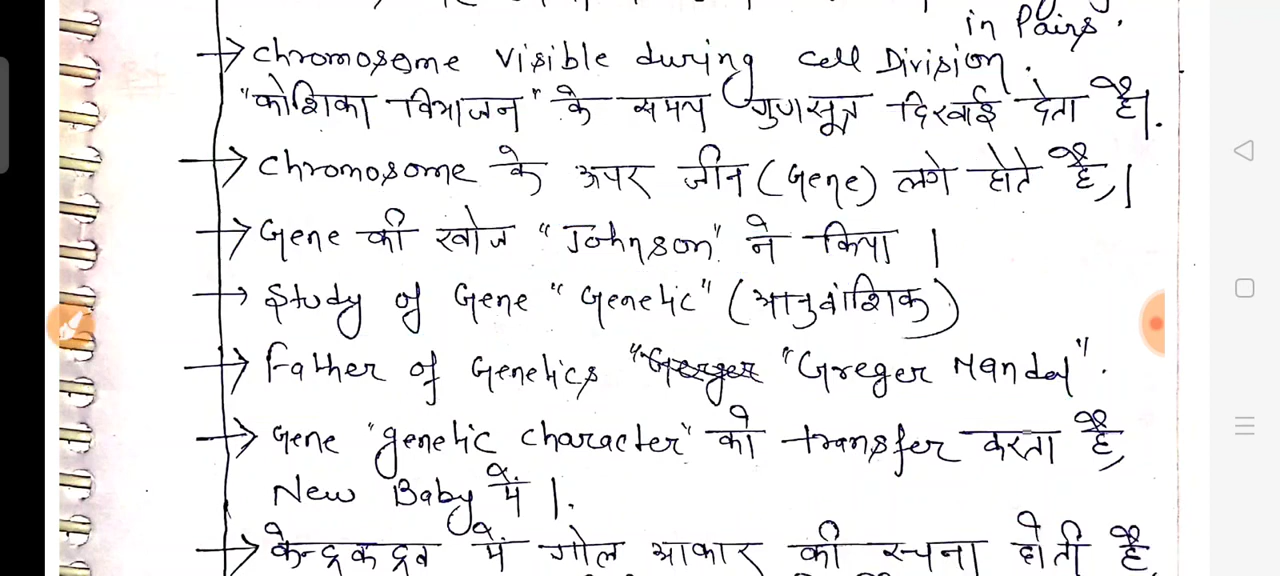 in Pairs.
→ Chromosome visible during cell Division.
"कोशिका विभाजन" के समय गुणसूत्र दिखाई देता है।
→ Chromosome के ऊपर जीन (Gene) लगे होते है,।
→ Gene की खोज "Johnson" ने किया।
→ Study of Gene "Genetic" (आनुवांशिक)
→ Father of Genetics "Gerger "Greger Mandal".
→ Gene "genetic character" को transfer करता है,
New Baby में।
→ केन्द्रक द्रव में गोल आकार की रचना होती है